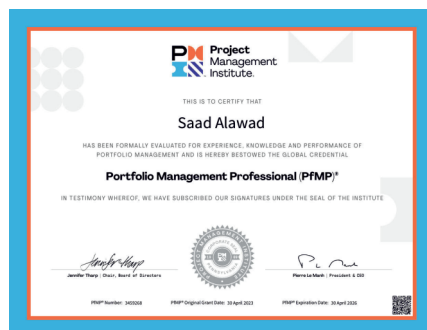 Project
Management
Institute.
THIS IS TO CERTIFY THAT
Saad Alawad
HAS BEEN FORMALLY EVALUATED FOR EXPERIENCE, KNOWLEDGE AND PERFORMANCE OF
PORTFOLIO MANAGEMENT AND IS HEREBY BESTOWED THE GLOBAL CREDENTIAL
Portfolio Management Professional (PfMP)®
IN TESTIMONY WHEREOF, WE HAVE SUBSCRIBED OUR SIGNATURES UNDER THE SEAL OF THE INSTITUTE
Jennifer Tharp | Chair, Board of Directors
Pierre Le Manh | President & CEO
PfMP® Number: 3459268
PfMP® Original Grant Date: 30 April 2023
PfMP® Expiration Date: 30 April 2026